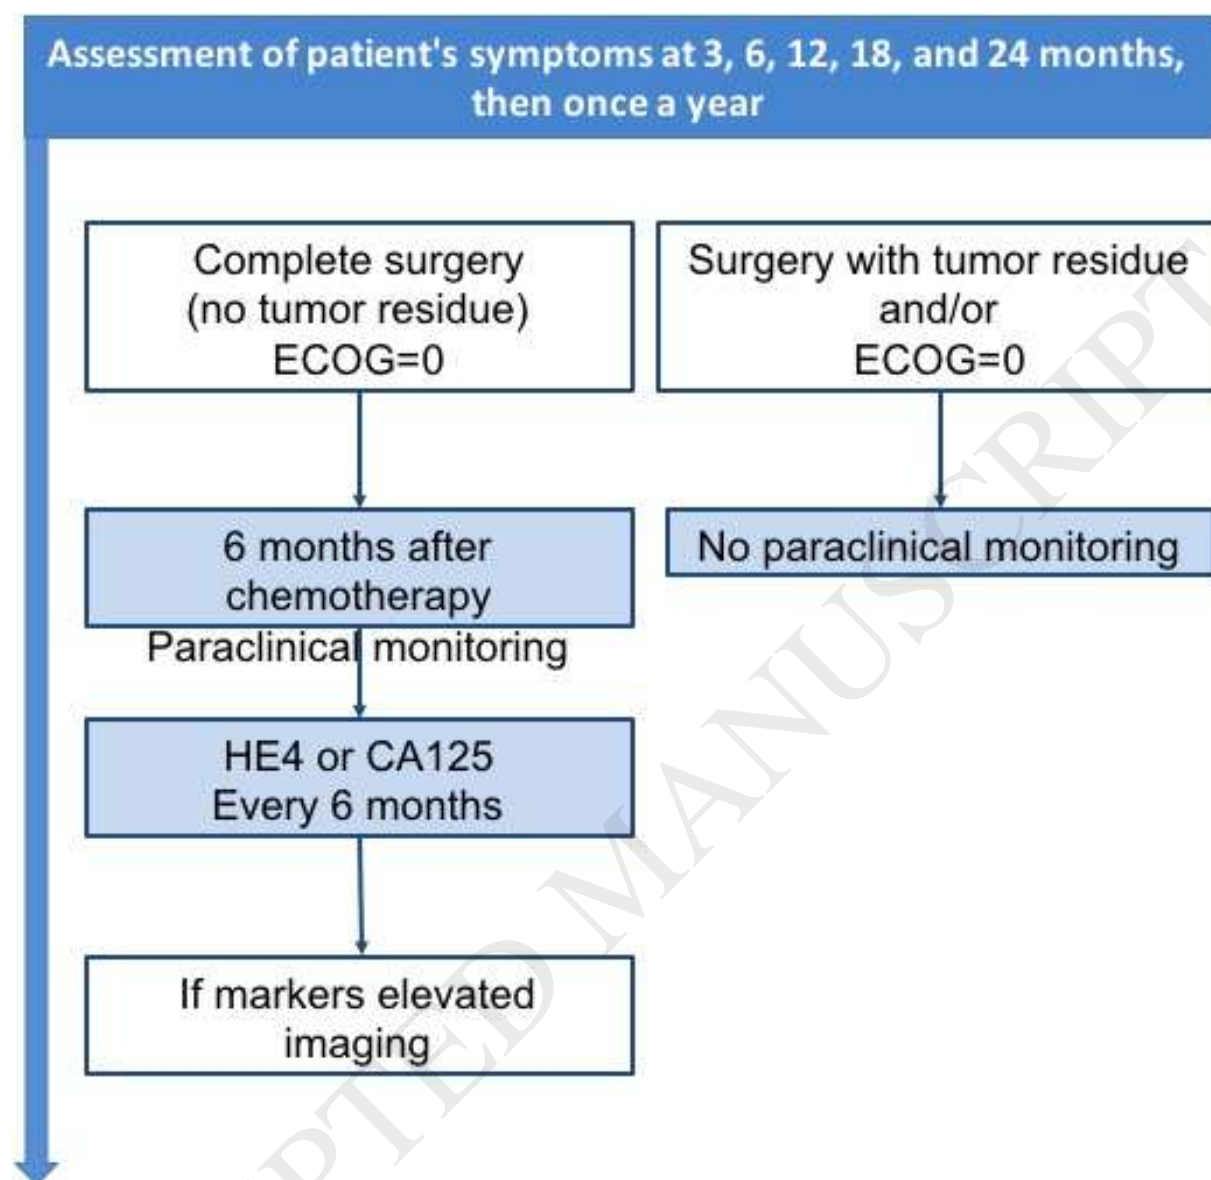 Assessment of patient's symptoms at 3, 6, 12, 18, and 24 months,
then once a year
Complete surgery
(no tumor residue)
ECOG=0
Surgery with tumor residue
and/or
ECOG=0
6 months after
chemotherapy
No paraclinical monitoring
Paraclinical monitoring
HE4 or CA125
Every 6 months
If markers elevated
imaging
PTED MANUSCRIPT